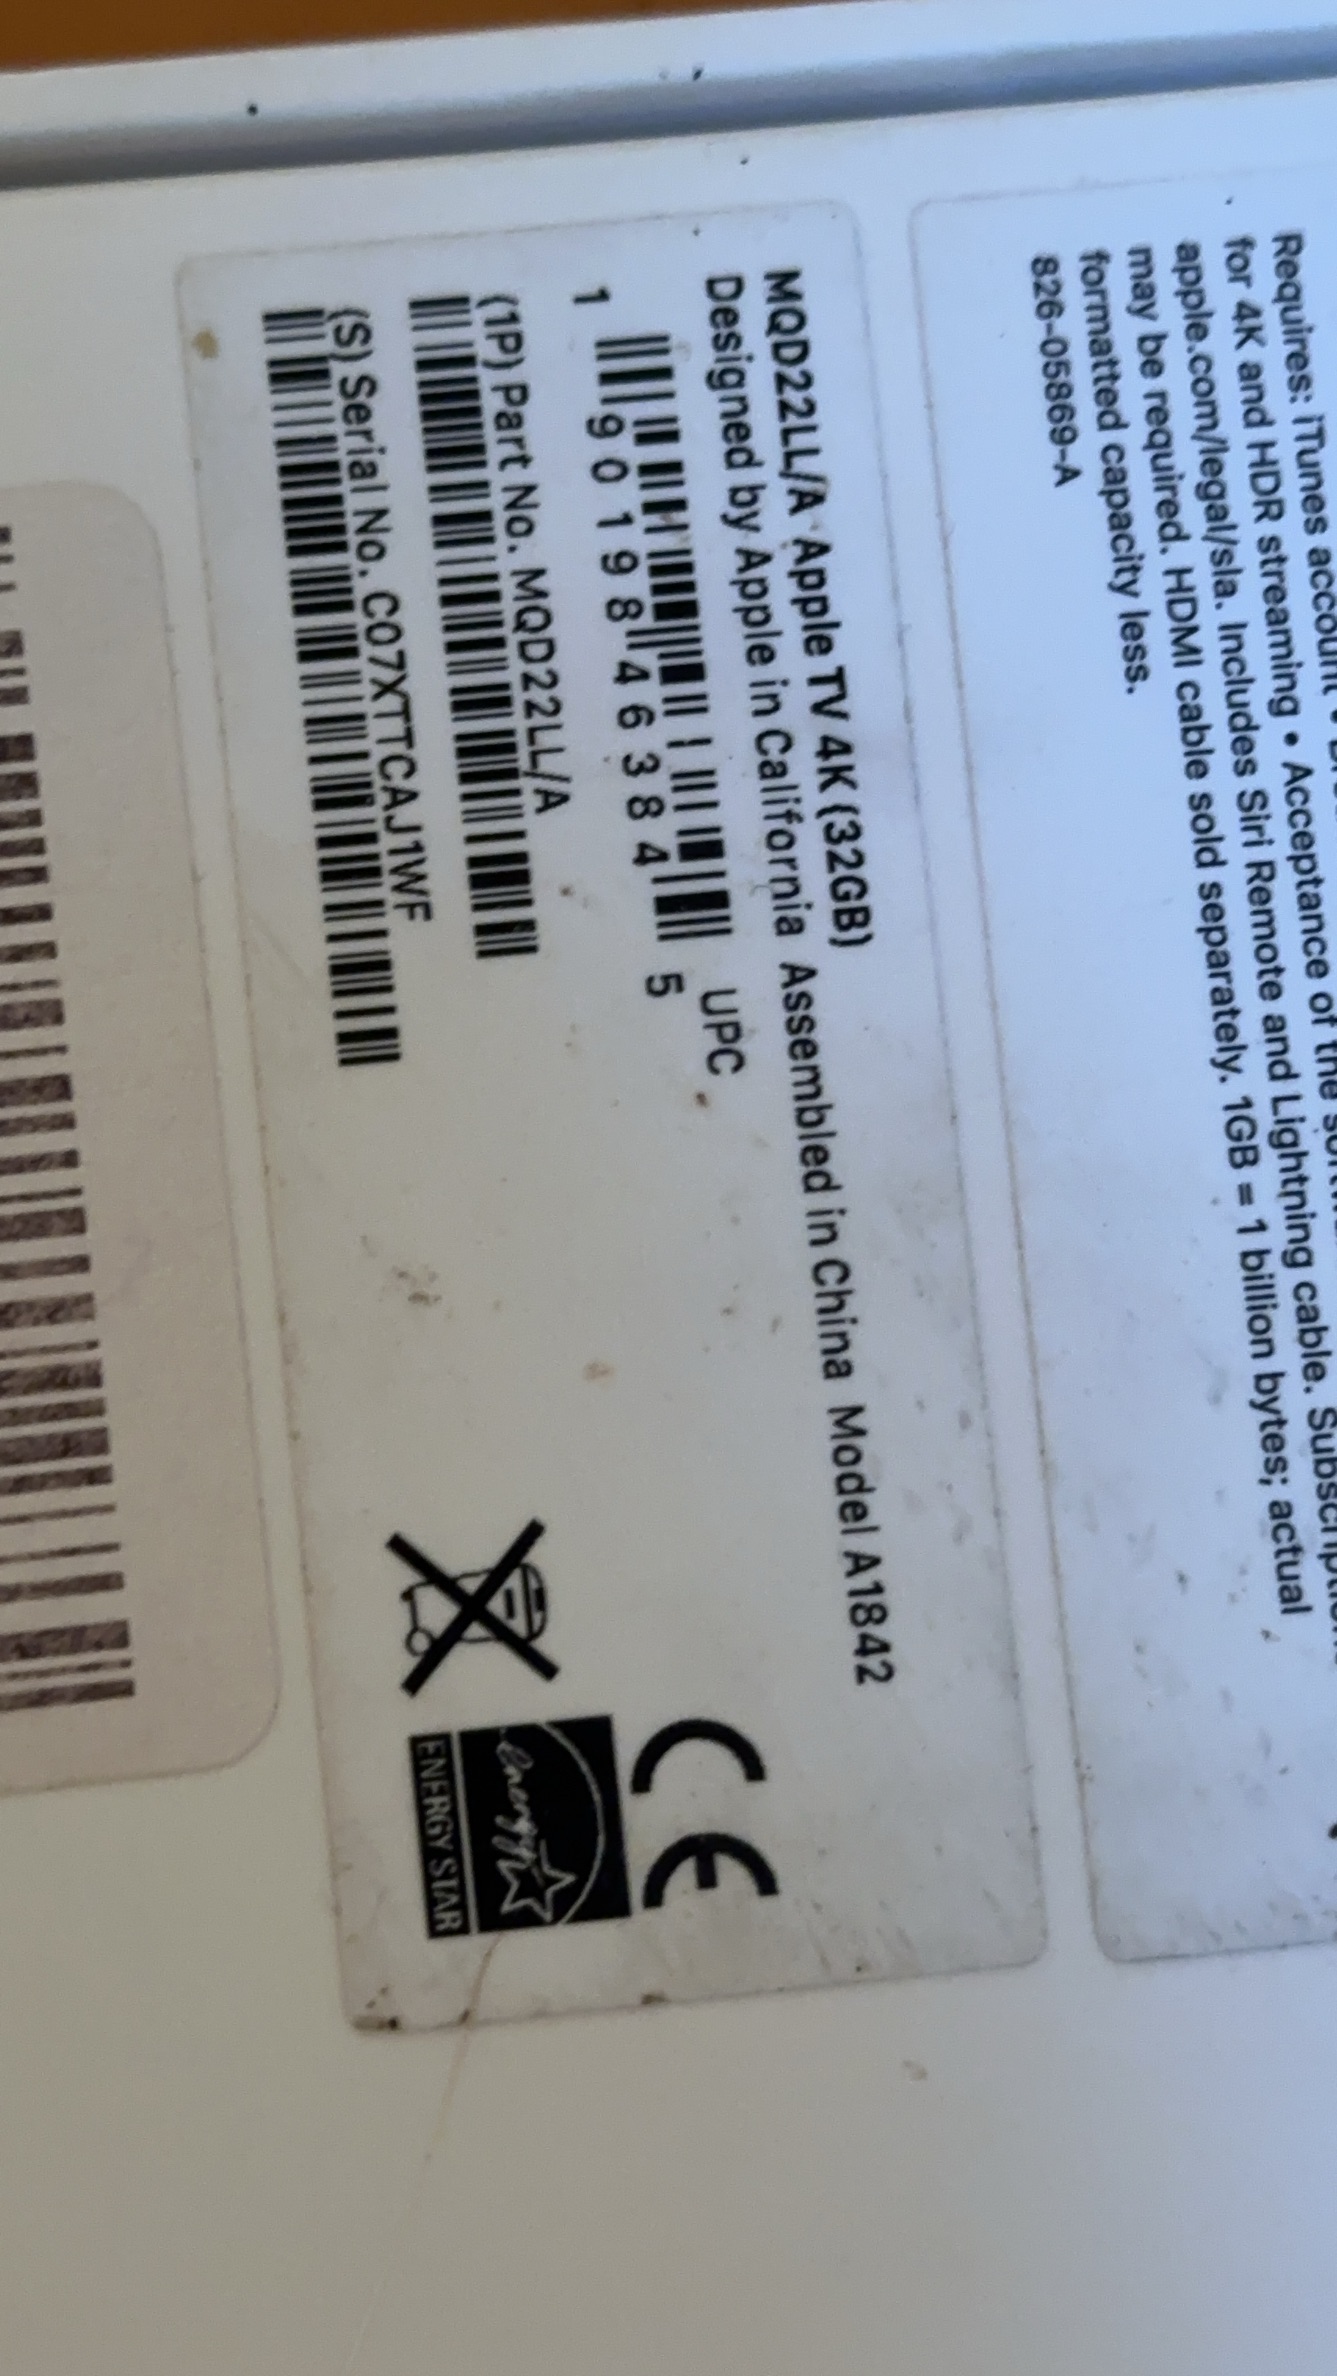 Requires: iTunes account
for 4K and HDR streaming • Acceptance of the
apple.com/legal/sla. Includes Siri Remote and Lightning cable.
may be required. HDMI cable sold separately. 1GB = 1 billion bytes; actual
formatted capacity less.
826-05869-A
MQD22LL/A Apple TV 4K (32GB)
Designed by Apple in California Assembled in China Model A1842
UPC
1 90198 46384 5
(1P) Part No. MQD22LL/A
(S) Serial No. C07XTTCAJ1WF
CE
energy
ENERGY STAR